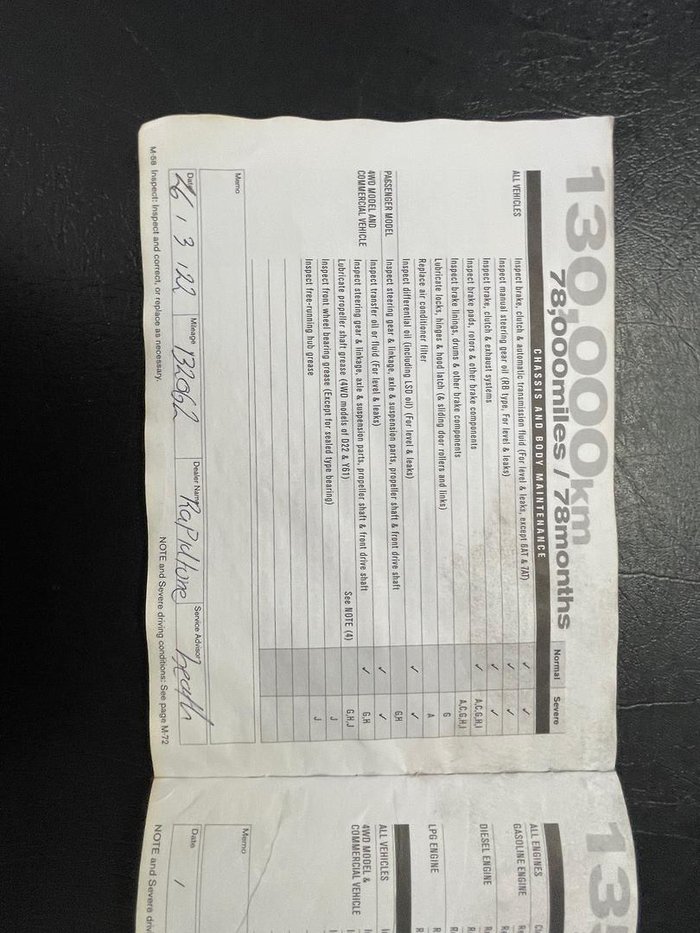 130,000km
78,000miles / 78months
CHASSIS AND BODY MAINTENANCE
Normal Severe
ALL VEHICLES
Inspect brake, clutch & automatic transmission fluid (For level & leaks, except 6AT & 7AT) ✓ ✓
Inspect manual steering gear oil (RB type, For level & leaks) ✓ ✓
Inspect brake, clutch & exhaust systems ✓ ✓
Inspect brake pads, rotors & other brake components ✓ A,C,G,H,I
Inspect brake linings, drums & other brake components A,C,G,H,I
Lubricate locks, hinges & hood latch (& sliding door rollers and links) G
Replace air conditioner filter A
Inspect differential oil (including LSD oil) (For level & leaks) ✓ ✓
PASSENGER MODEL Inspect steering gear & linkage, axle & suspension parts, propeller shaft & front drive shaft G,H
4WD MODEL AND Inspect transfer oil or fluid (For level & leaks) ✓ ✓
COMMERCIAL VEHICLE Inspect steering gear & linkage, axle & suspension parts, propeller shaft & front drive shaft ✓ G,H
Lubricate propeller shaft grease (4WD models of D22 & Y61) See NOTE (4) G,H,J
Inspect front wheel bearing grease (Except for sealed type bearing) J
Inspect free-running hub grease J
Memo
Date Mileage Dealer Name Service Advisor
26 / 3 / 22 132062 Rapidtune heath
M-58 Inspect: Inspect and correct, or replace as necessary. NOTE and Severe driving conditions: See page M-72
135
ALL ENGINES
GASOLINE ENGINE
DIESEL ENGINE
LPG ENGINE
ALL VEHICLES
4WD MODEL &
COMMERCIAL VEHICLE
Memo
Date
/
NOTE and Severe driv